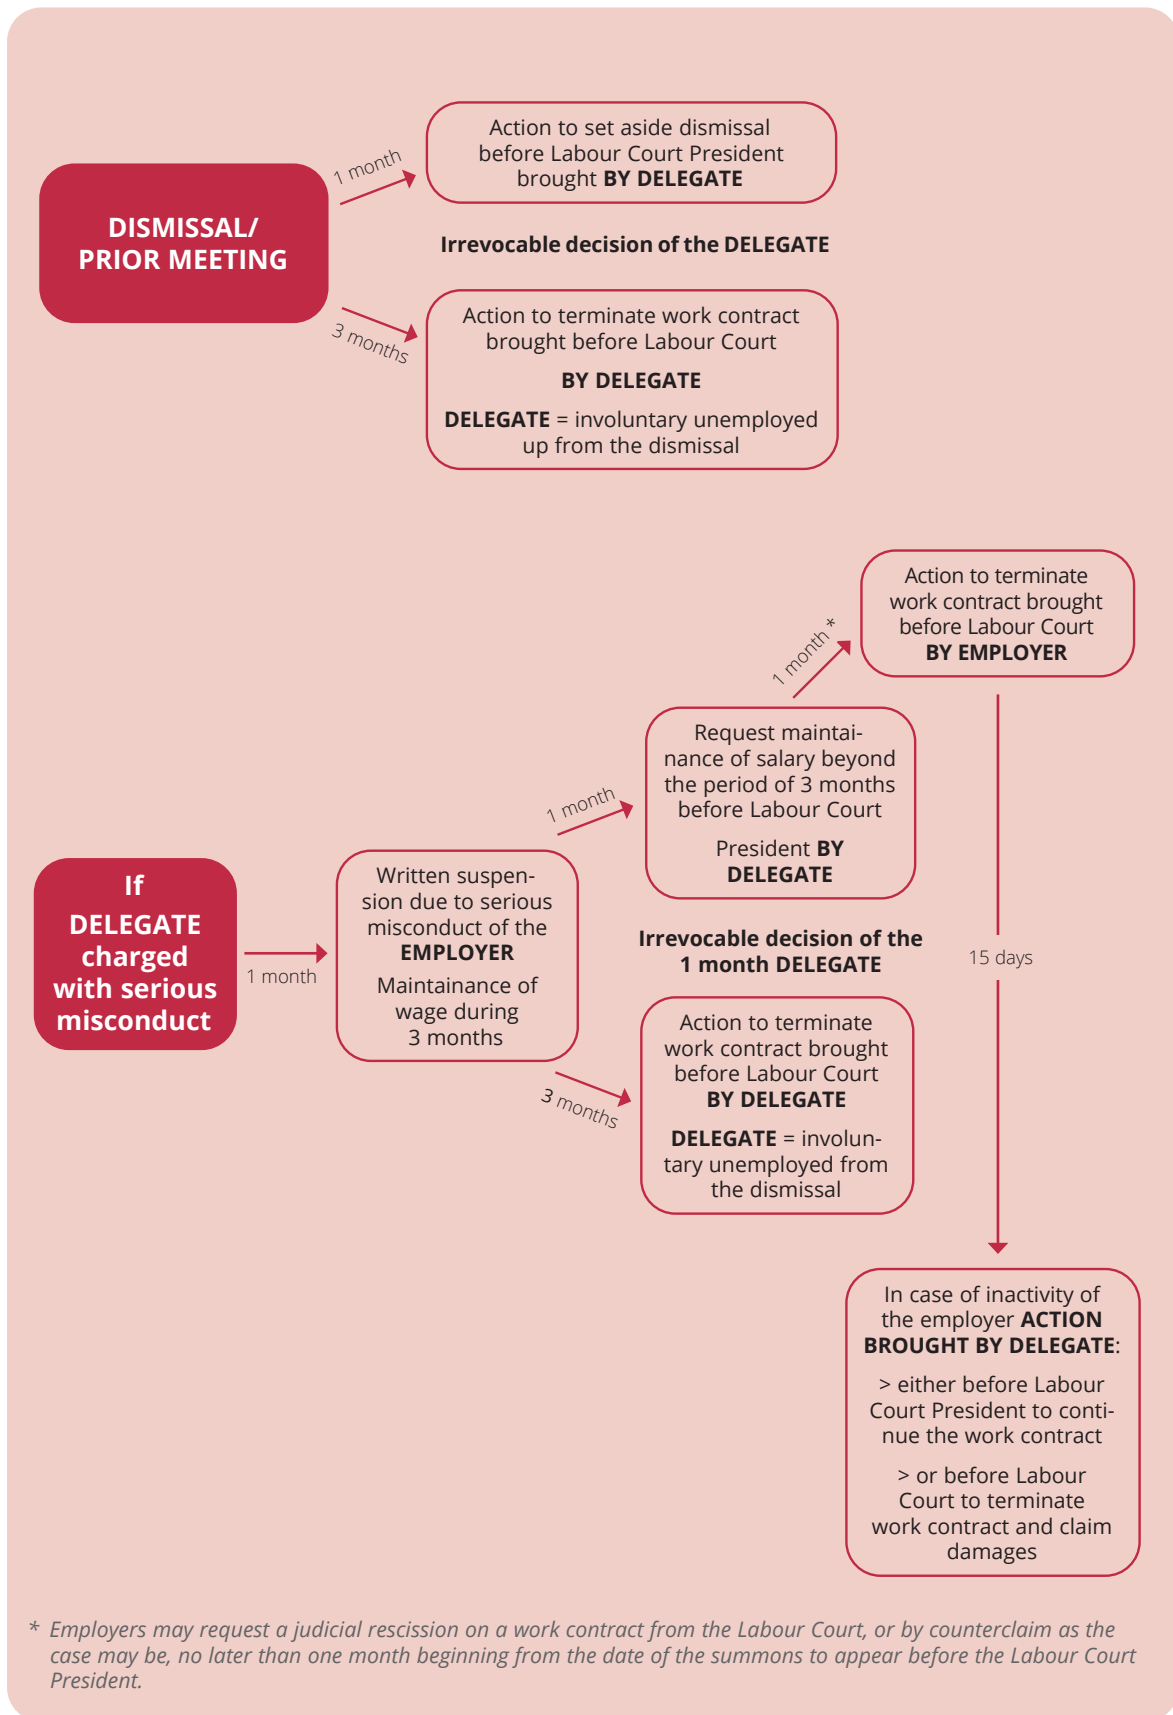 1 month
Action to set aside dismissal
before Labour Court President
brought BY DELEGATE
DISMISSAL/
PRIOR MEETING
Irrevocable decision of the DELEGATE
3 months
Action to terminate work contract
brought before Labour Court
BY DELEGATE
DELEGATE = involuntary unemployed
up from the dismissal
If
DELEGATE
charged
with serious
misconduct
1 month
Written suspen-
sion due to serious
misconduct of the
EMPLOYER
Maintainance of
wage during
3 months
1 month
Request maintai-
nance of salary beyond
the period of 3 months
before Labour Court
President BY
DELEGATE
1 month *
Action to terminate
work contract brought
before Labour Court
BY EMPLOYER
Irrevocable decision of the
1 month DELEGATE
3 months
Action to terminate
work contract brought
before Labour Court
BY DELEGATE
DELEGATE = involun-
tary unemployed from
the dismissal
15 days
In case of inactivity of
the employer ACTION
BROUGHT BY DELEGATE:
> either before Labour
Court President to conti-
nue the work contract
> or before Labour
Court to terminate
work contract and claim
damages
* Employers may request a judicial rescission on a work contract from the Labour Court, or by counterclaim as the
case may be, no later than one month beginning from the date of the summons to appear before the Labour Court
President.